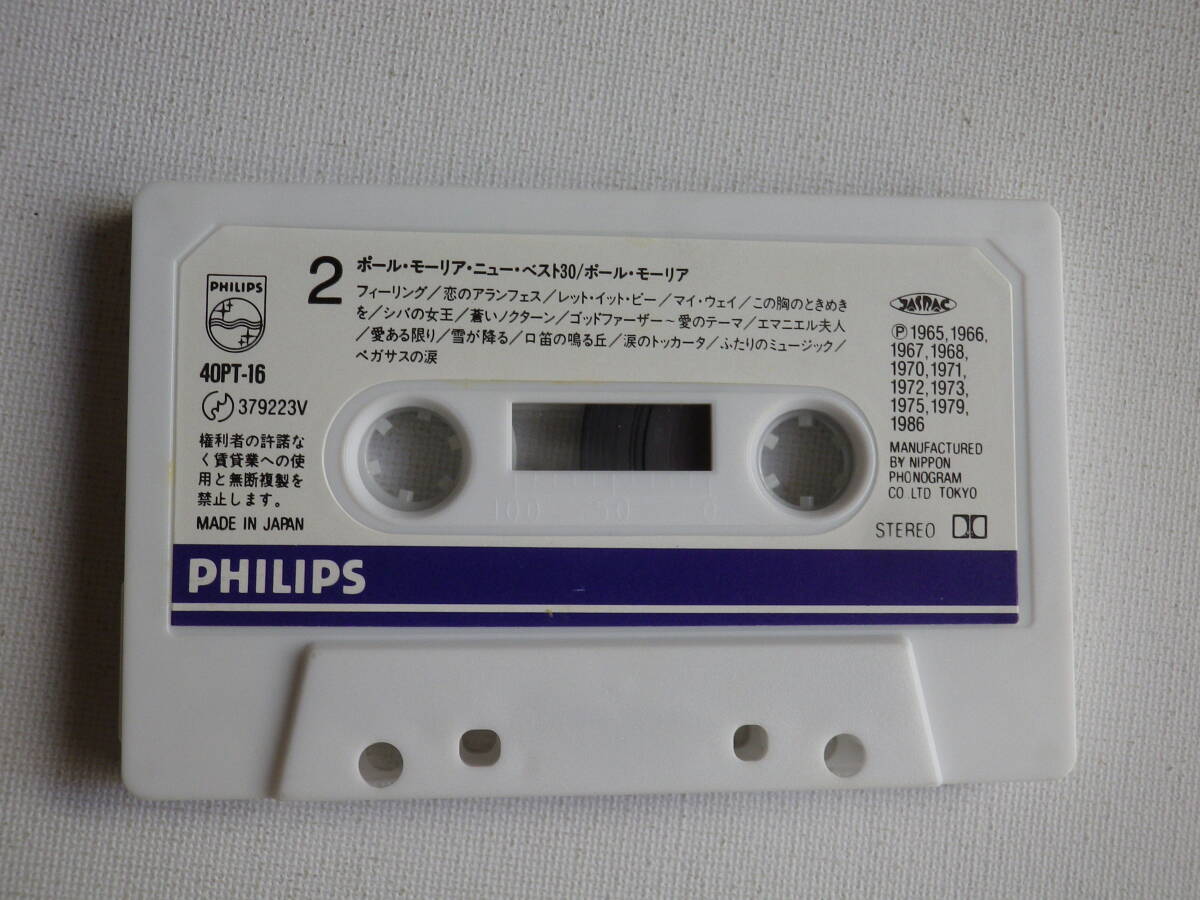 PHILIPS
40PT-16
379223V
権利者の許諾な
く賃貸業への使
用と無断複製を
禁止します。
MADE IN JAPAN
2
ポール・モーリア・ニュー・ベスト30/ポール・モーリア
フィーリング/恋のアランフェス/レット・イット・ビー/マイ・ウェイ/この胸のときめき
を/シバの女王/蒼いノクターン/ゴッドファーザー~愛のテーマ/エマニエル夫人
/愛ある限り/雪が降る/口笛の鳴る丘/涙のトッカータ/ふたりのミュージック/
ペガサスの涙
100 50 0
JASRAC
Ⓟ1965,1966,
1967,1968,
1970,1971,
1972,1973,
1975,1979,
1986
MANUFACTURED
BY NIPPON
PHONOGRAM
CO LTD TOKYO
STEREO
PHILIPS